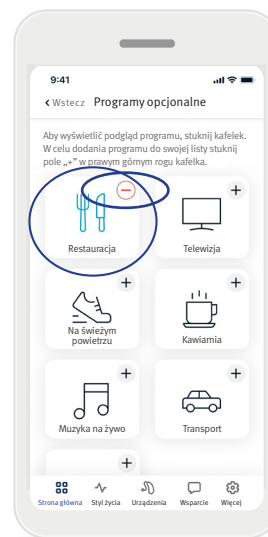 9:41
Wstecz Programy opcjonalne
Aby wyświetlić podgląd programu, stuknij kafelek.
W celu dodania programu do swojej listy stuknij
pole „+” w prawym górnym rogu kafelka.
Restauracja
Telewizja
Na świeżym
powietrzu
Kawiarnia
Muzyka na żywo
Transport
Strona główna Styl życia Urządzenia Wsparcie Więcej